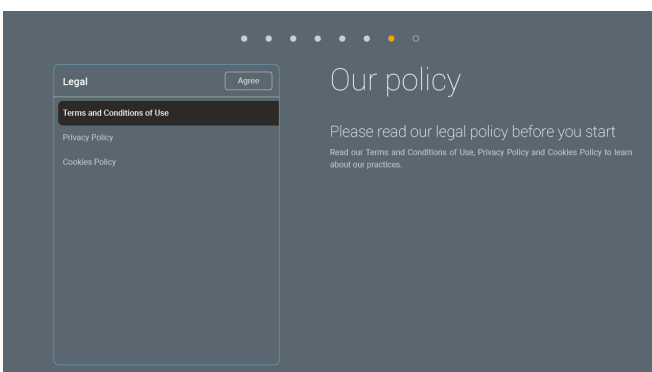 Legal
Agree
Terms and Conditions of Use
Privacy Policy
Cookies Policy
Our policy
Please read our legal policy before you start
Read our Terms and Conditions of Use, Privacy Policy and Cookies Policy to learn
about our practices.